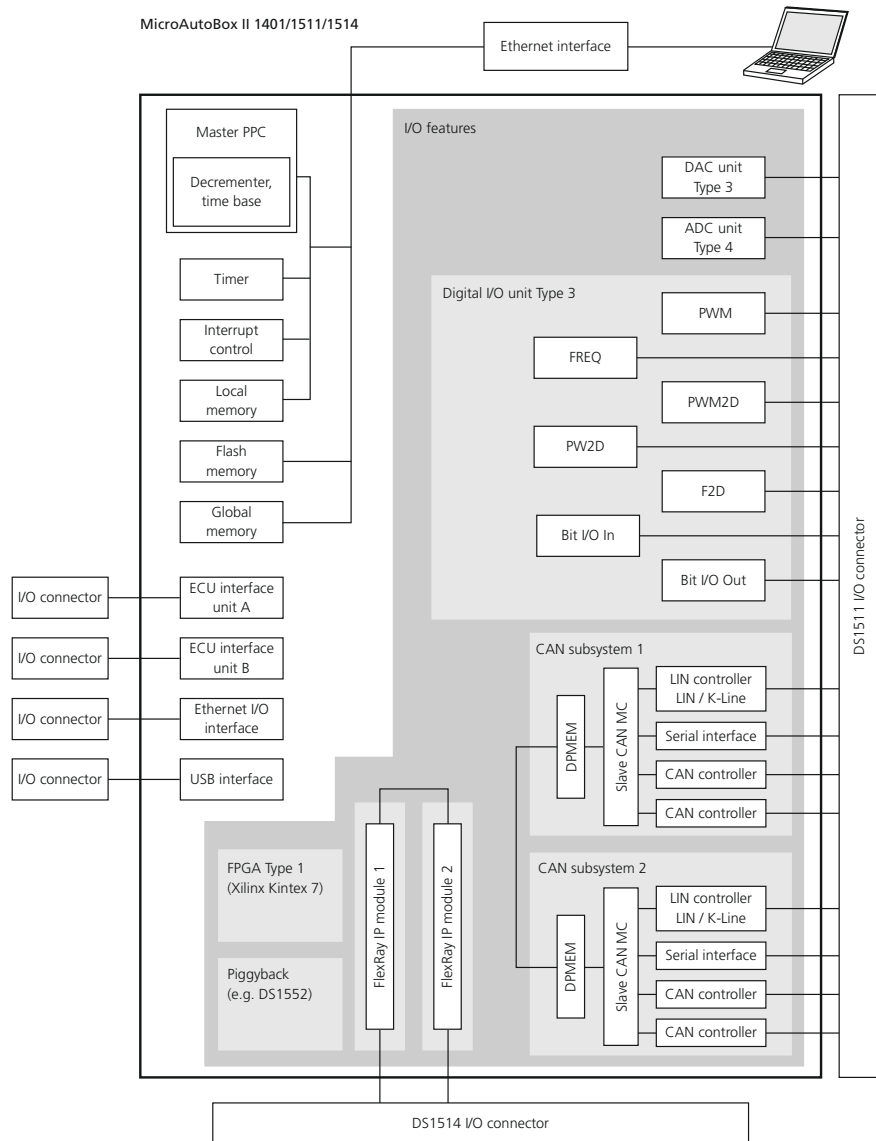 MicroAutoBox II 1401/1511/1514
Ethernet interface
Master PPC
Decrementer,
time base
Timer
Interrupt
control
Local
memory
Flash
memory
Global
memory
I/O connector
ECU interface
unit A
I/O connector
ECU interface
unit B
I/O connector
Ethernet I/O
interface
I/O connector
USB interface
I/O features
DAC unit
Type 3
ADC unit
Type 4
Digital I/O unit Type 3
PWM
FREQ
PWM2D
PW2D
F2D
Bit I/O In
Bit I/O Out
CAN subsystem 1
DPMEM
Slave CAN MC
LIN controller
LIN / K-Line
Serial interface
CAN controller
CAN controller
CAN subsystem 2
DPMEM
Slave CAN MC
LIN controller
LIN / K-Line
Serial interface
CAN controller
CAN controller
FPGA Type 1
(Xilinx Kintex 7)
Piggyback
(e.g. DS1552)
FlexRay IP module 1
FlexRay IP module 2
DS1511 I/O connector
DS1514 I/O connector